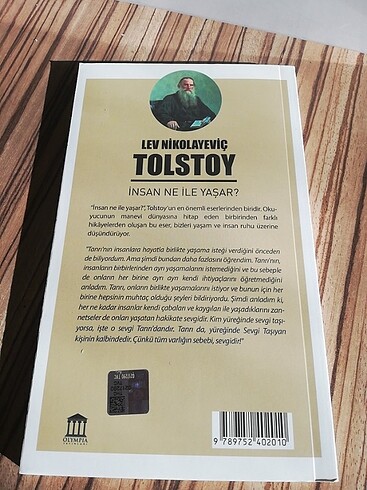 LEV NİKOLAYEVİÇ
TOLSTOY
İNSAN NE İLE YAŞAR?
"İnsan ne ile yaşar?", Tolstoy'un en önemli eserlerinden biridir. Oku-
yucunun manevi dünyasına hitap eden birbirinden farklı
hikâyelerden oluşan bu eser, bizleri yaşam ve insan ruhu üzerine
düşündürüyor.
"Tanrı'nın insanlara hayatla birlikte yaşama isteği verdiğini önceden
de biliyordum. Ama şimdi bundan daha fazlasını öğrendim. Tanrı'nın,
insanların birbirlerinden ayrı yaşamalarını istemediğini ve bu sebeple
de onların her birine ayrı ayrı kendi ihtiyaçlarını öğretmediğini
anladım. Tanrı, onların birlikte yaşamalarını istiyor ve bunun için her
birine hepsinin muhtaç olduğu şeyleri bildiriyordu. Şimdi anladım ki,
her ne kadar insanlar kendi çabaları ve kaygıları ile yaşadıklarını zan-
netseler de onları yaşatan hakikate sevgidir. Kim yüreğinde sevgi taşı-
yorsa, işte o sevgi Tanrı'dandır. Tanrı da, yüreğinde Sevgi Taşıyan
kişinin kalbindedir. Çünkü tüm varlığın sebebi, sevgidir!"
OLYMPIA
YAYINLARI
9 789752 402010